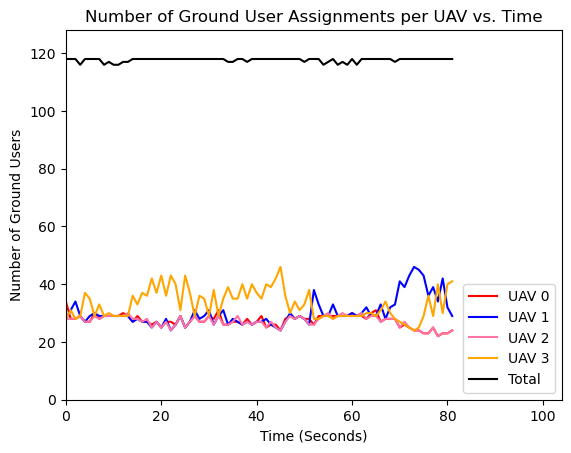 Number of Ground User Assignments per UAV vs. Time
Number of Ground Users
120
100
80
60
40
20
0
UAV 0
UAV 1
UAV 2
UAV 3
Total
0 20 40 60 80 100
Time (Seconds)